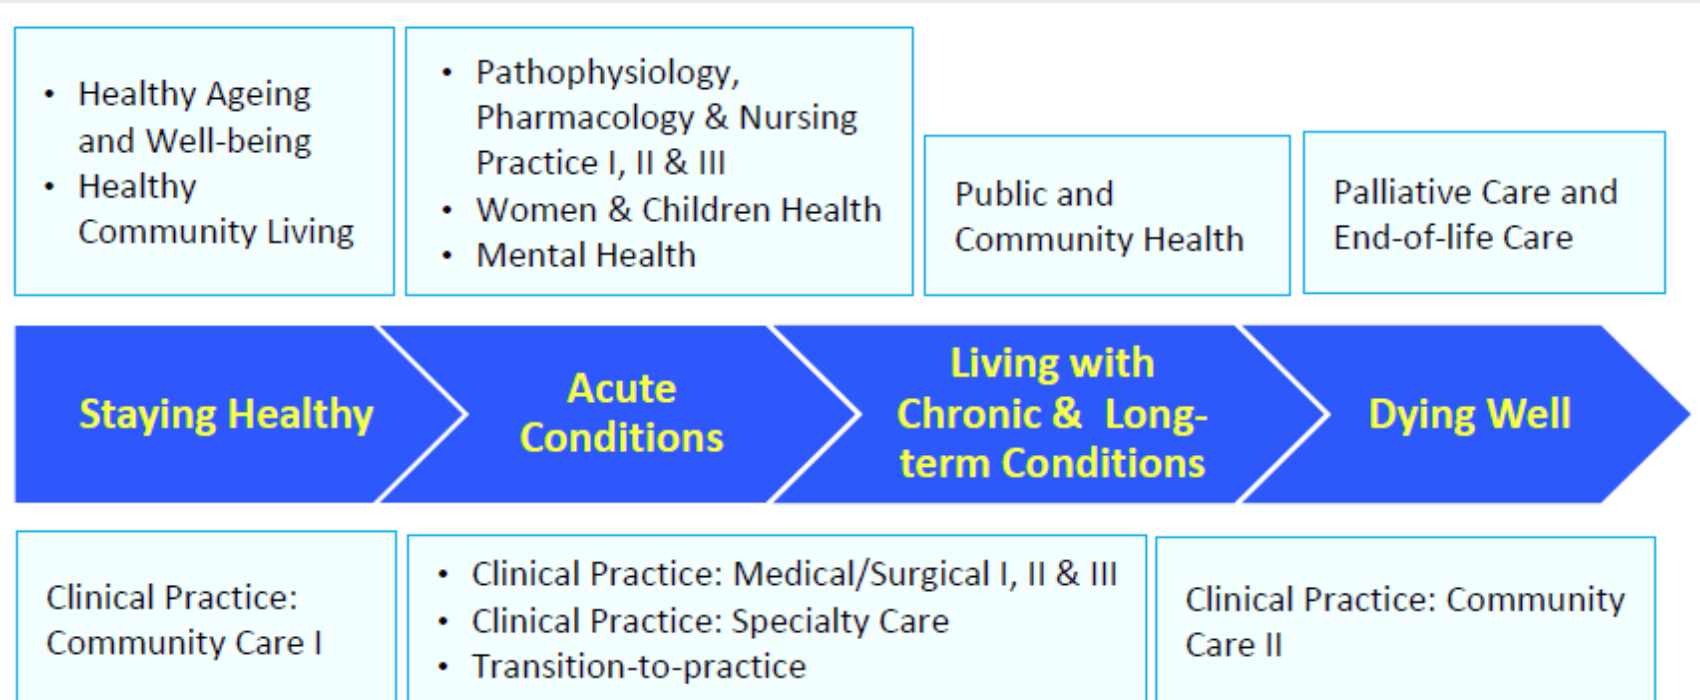 • Healthy Ageing
and Well-being
• Healthy
Community Living
• Pathophysiology,
Pharmacology & Nursing
Practice I, II & III
• Women & Children Health
• Mental Health
Public and
Community Health
Palliative Care and
End-of-life Care
Staying Healthy
Acute
Conditions
Living with
Chronic & Long-
term Conditions
Dying Well
Clinical Practice:
Community Care I
• Clinical Practice: Medical/Surgical I, II & III
• Clinical Practice: Specialty Care
• Transition-to-practice
Clinical Practice: Community
Care II